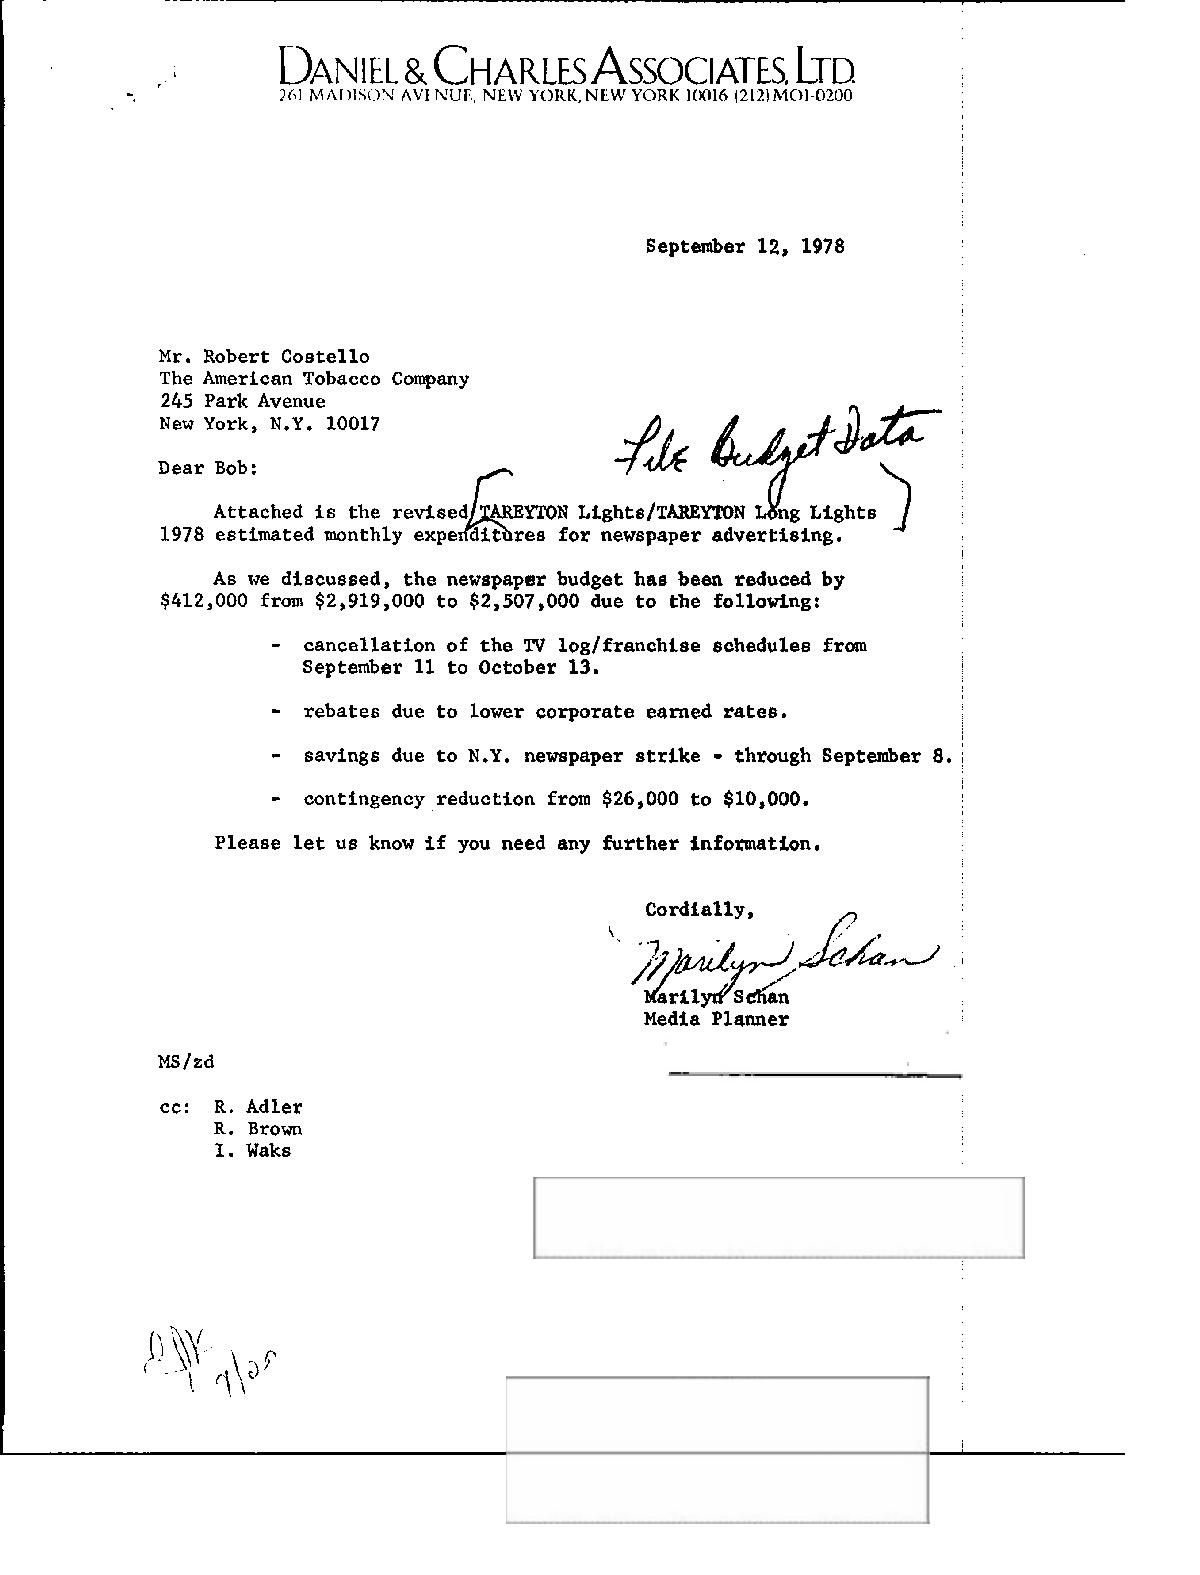 DANIEL & CHARLES ASSOCIATES, LTD.
261 MADISON AVENUE, NEW YORK, NEW YORK 10016 (212) MO1-0200
September 12, 1978
Mr. Robert Costello
The American Tobacco Company
245 Park Avenue
New York, N.Y. 10017
File Budget Data
Dear Bob:
Attached is the revised TAREYTON Lights/TAREYTON Long Lights
1978 estimated monthly expenditures for newspaper advertising.
As we discussed, the newspaper budget has been reduced by
$412,000 from $2,919,000 to $2,507,000 due to the following:
- cancellation of the TV log/franchise schedules from
September 11 to October 13.
- rebates due to lower corporate earned rates.
- savings due to N.Y. newspaper strike - through September 8.
- contingency reduction from $26,000 to $10,000.
Please let us know if you need any further information.
Cordially,
Marilyn Schan
Marilyn Schan
Media Planner
MS/zd
cc: R. Adler
R. Brown
I. Waks